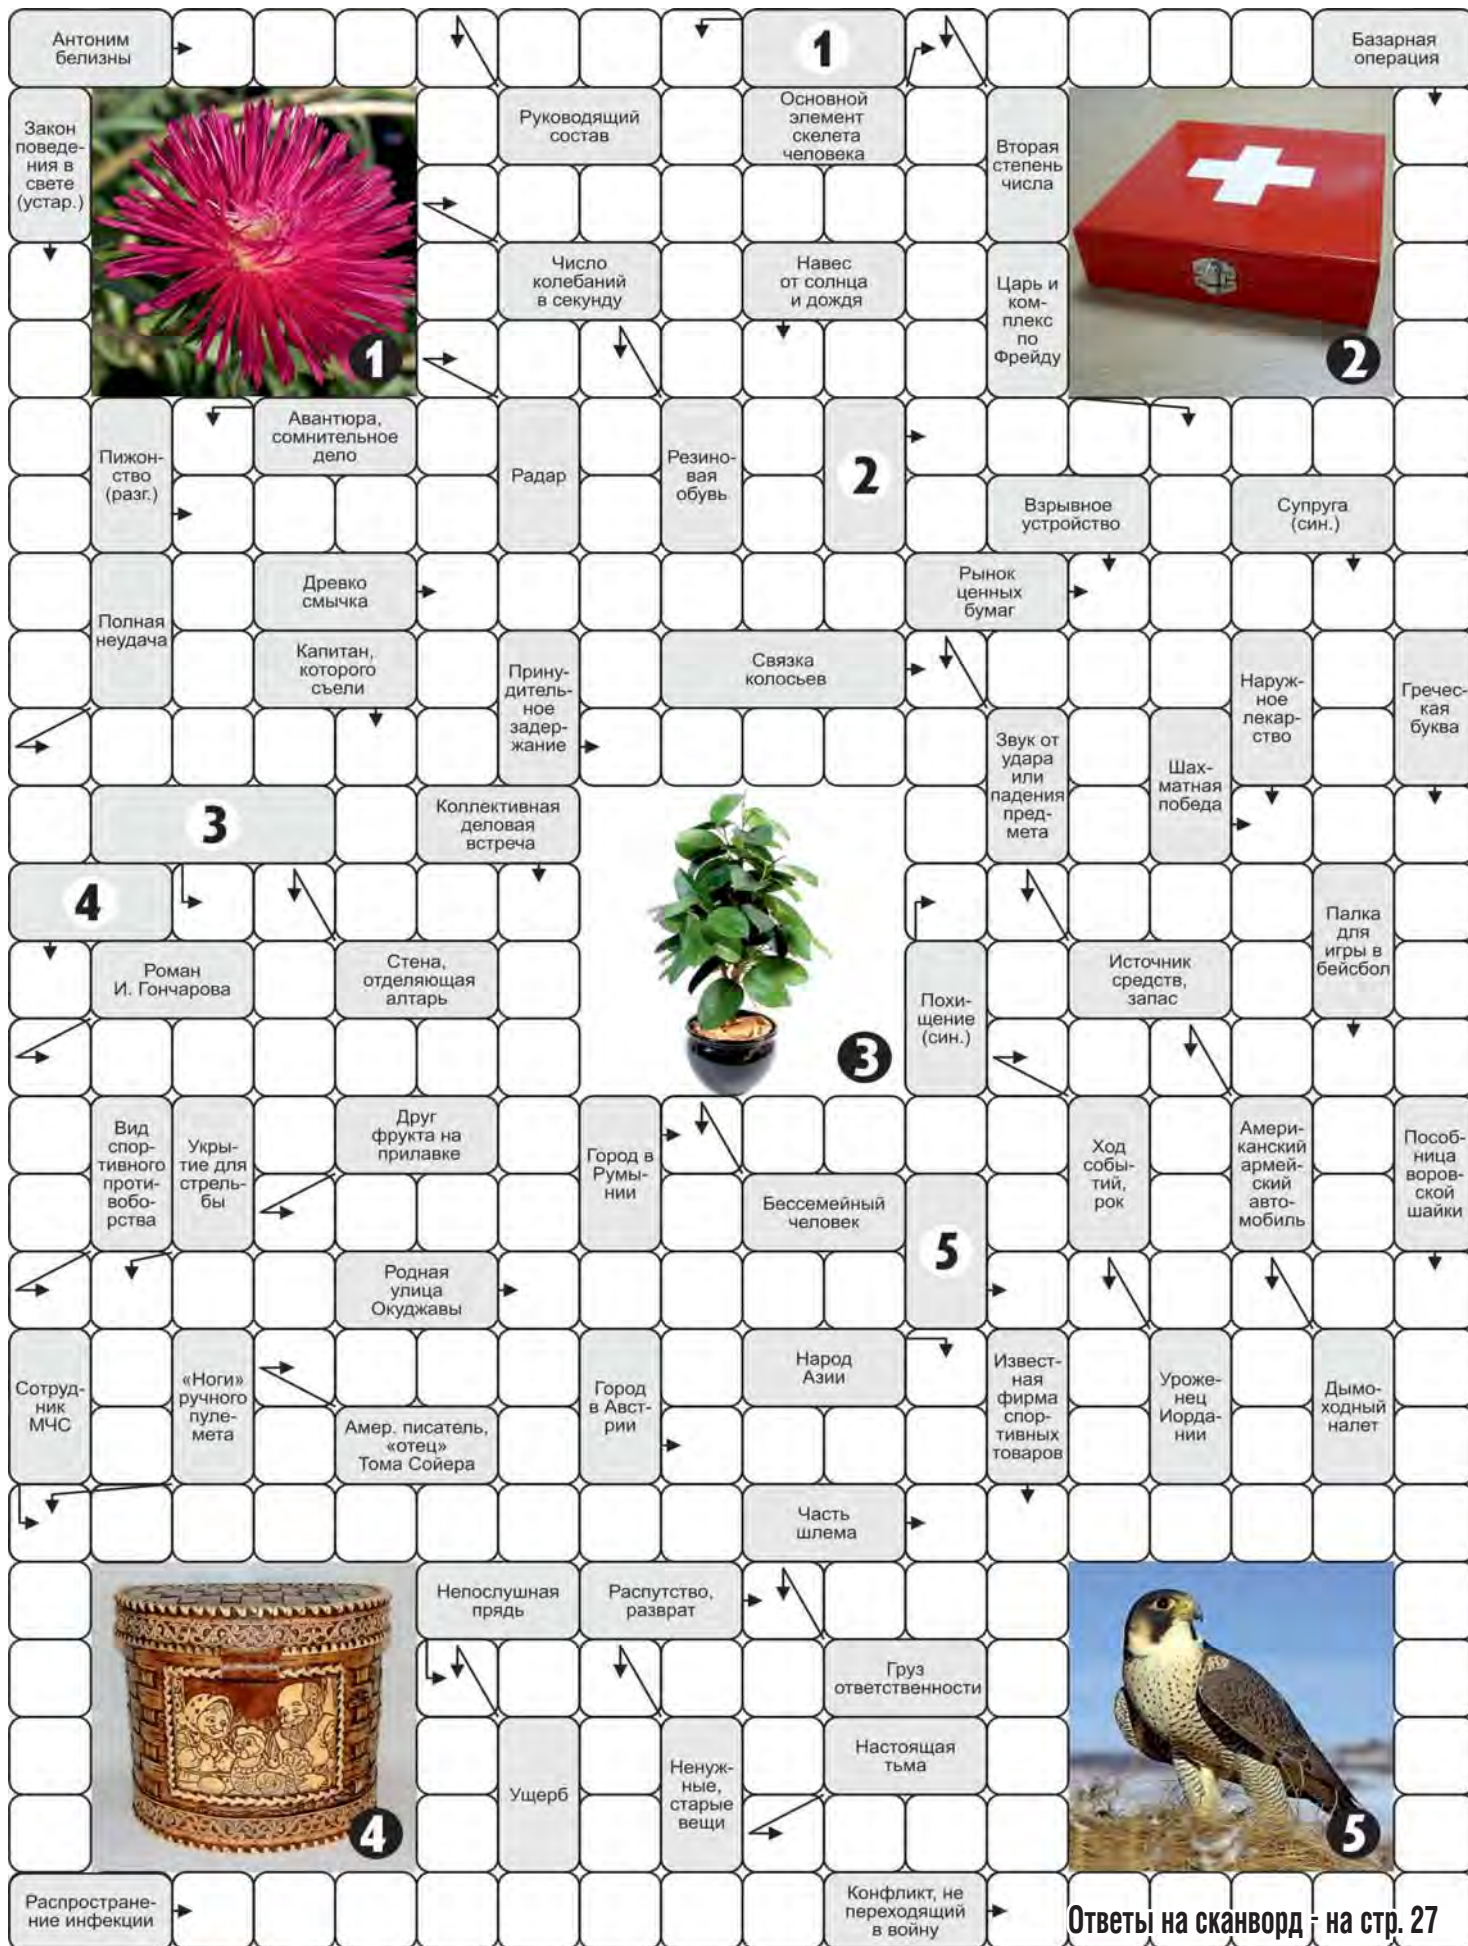 Антоним
белизны
1
Базарная
операция
Закон
поведе-
ния в
свете
(устар.)
Руководящий
состав
Основной
элемент
скелета
человека
Вторая
степень
числа
Число
колебаний
в секунду
Навес
от солнца
и дождя
Царь и
ком-
плекс
по
Фрейду
1
2
Пижон-
ство
(разг.)
Авантюра,
сомнительное
дело
Радар
Резино-
вая
обувь
2
Взрывное
устройство
Супруга
(син.)
Полная
неудача
Древко
смычка
Рынок
ценных
бумаг
Капитан,
которого
съели
Прину-
дитель-
ное
задер-
жание
Связка
колосьев
Наруж-
ное
лекар-
ство
Гречес-
кая
буква
Звук от
удара
или
падения
пред-
мета
Шах-
матная
победа
3
Коллективная
деловая
встреча
4
Палка
для
игры в
бейсбол
Роман
И. Гончарова
Стена,
отделяющая
алтарь
Похи-
щение
(син.)
Источник
средств,
запас
3
Вид
спор-
тивного
проти-
вобо-
рства
Укры-
тие для
стрель-
бы
Друг
фрукта на
прилавке
Город в
Румы-
нии
Ход
собы-
тий,
рок
Амери-
канский
армей-
ский
авто-
мобиль
Пособ-
ница
воров-
ской
шайки
Бессемейный
человек
5
Родная
улица
Окуджавы
Сотруд-
ник
МЧС
«Ноги»
ручного
пуле-
мета
Город
в Авст-
рии
Народ
Азии
Извест-
ная
фирма
спор-
тивных
товаров
Уроже-
нец
Иорда-
нии
Дымо-
ходный
налет
Амер. писатель,
«отец»
Тома Сойера
Часть
шлема
Непослушная
прядь
Распутство,
разврат
Груз
ответственности
Ущерб
Ненуж-
ные,
старые
вещи
Настоящая
тьма
4
5
Распростране-
ние инфекции
Конфликт, не
переходящий
в войну
Ответы на сканворд - на стр. 27